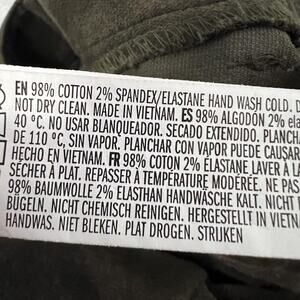 EN 98% COTTON 2% SPANDEX/ELASTANE HAND WASH COLD. D
NOT DRY CLEAN. MADE IN VIETNAM. ES 98% ALGODÓN 2% ela
40 ºC. NO USAR BLANQUEADOR. SECADO EXTENDIDO. PLANCH
DE 110°C, SIN VAPOR. PLANCHAR CON VAPOR PUEDE CAUSAR
HECHO EN VIETNAM. FR 98% COTON 2% ELASTANE LAVER À LA
SÉCHER À PLAT. REPASSER À TEMPÉRATURE MODÉRÉE. NE PAS
98% BAUMWOLLE 2% ELASTHAN HANDWÄSCHE KALT. NICHT
BÜGELN. NICHT CHEMISCH REINIGEN. HERGESTELLT IN VIETNA
HANDWAS. NIET BLEKEN. PLAT DROGEN. STRIJKEN